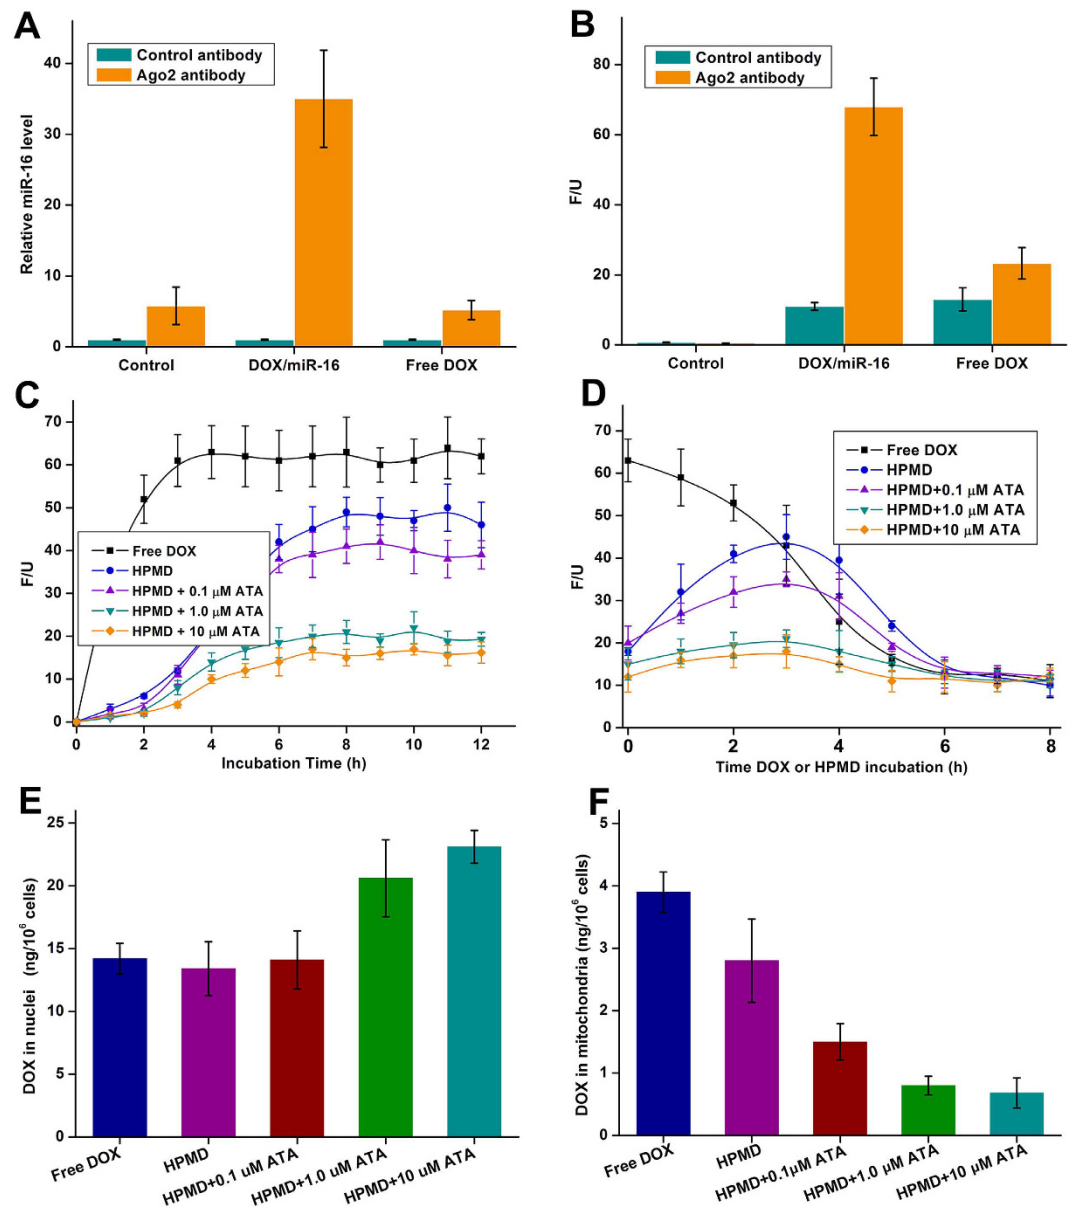 A
Control antibody
Ago2 antibody
Relative miR-16 level
40
30
20
10
0
Control
DOX/miR-16
Free DOX
B
Control antibody
Ago2 antibody
F/U
80
60
40
20
0
Control
DOX/miR-16
Free DOX
C
70
60
50
40
30
20
10
0
F/U
Free DOX
HPMD
HPMD + 0.1 μM ATA
HPMD + 1.0 μM ATA
HPMD + 10 μM ATA
0 2 4 6 8 10 12
Incubation Time (h)
D
70
60
50
40
30
20
10
0
F/U
Free DOX
HPMD
HPMD+0.1 μM ATA
HPMD+1.0 μM ATA
HPMD+10 μM ATA
0 2 4 6 8
Time DOX or HPMD incubation (h)
E
25
20
15
10
5
0
DOX in nuclei (ng/10⁶ cells)
Free DOX
HPMD
HPMD+0.1 uM ATA
HPMD+1.0 uM ATA
HPMD+10 uM ATA
F
5
4
3
2
1
0
DOX in mitochondria (ng/10⁶ cells)
Free DOX
HPMD
HPMD+0.1μM ATA
HPMD+1.0 μM ATA
HPMD+10 μM ATA